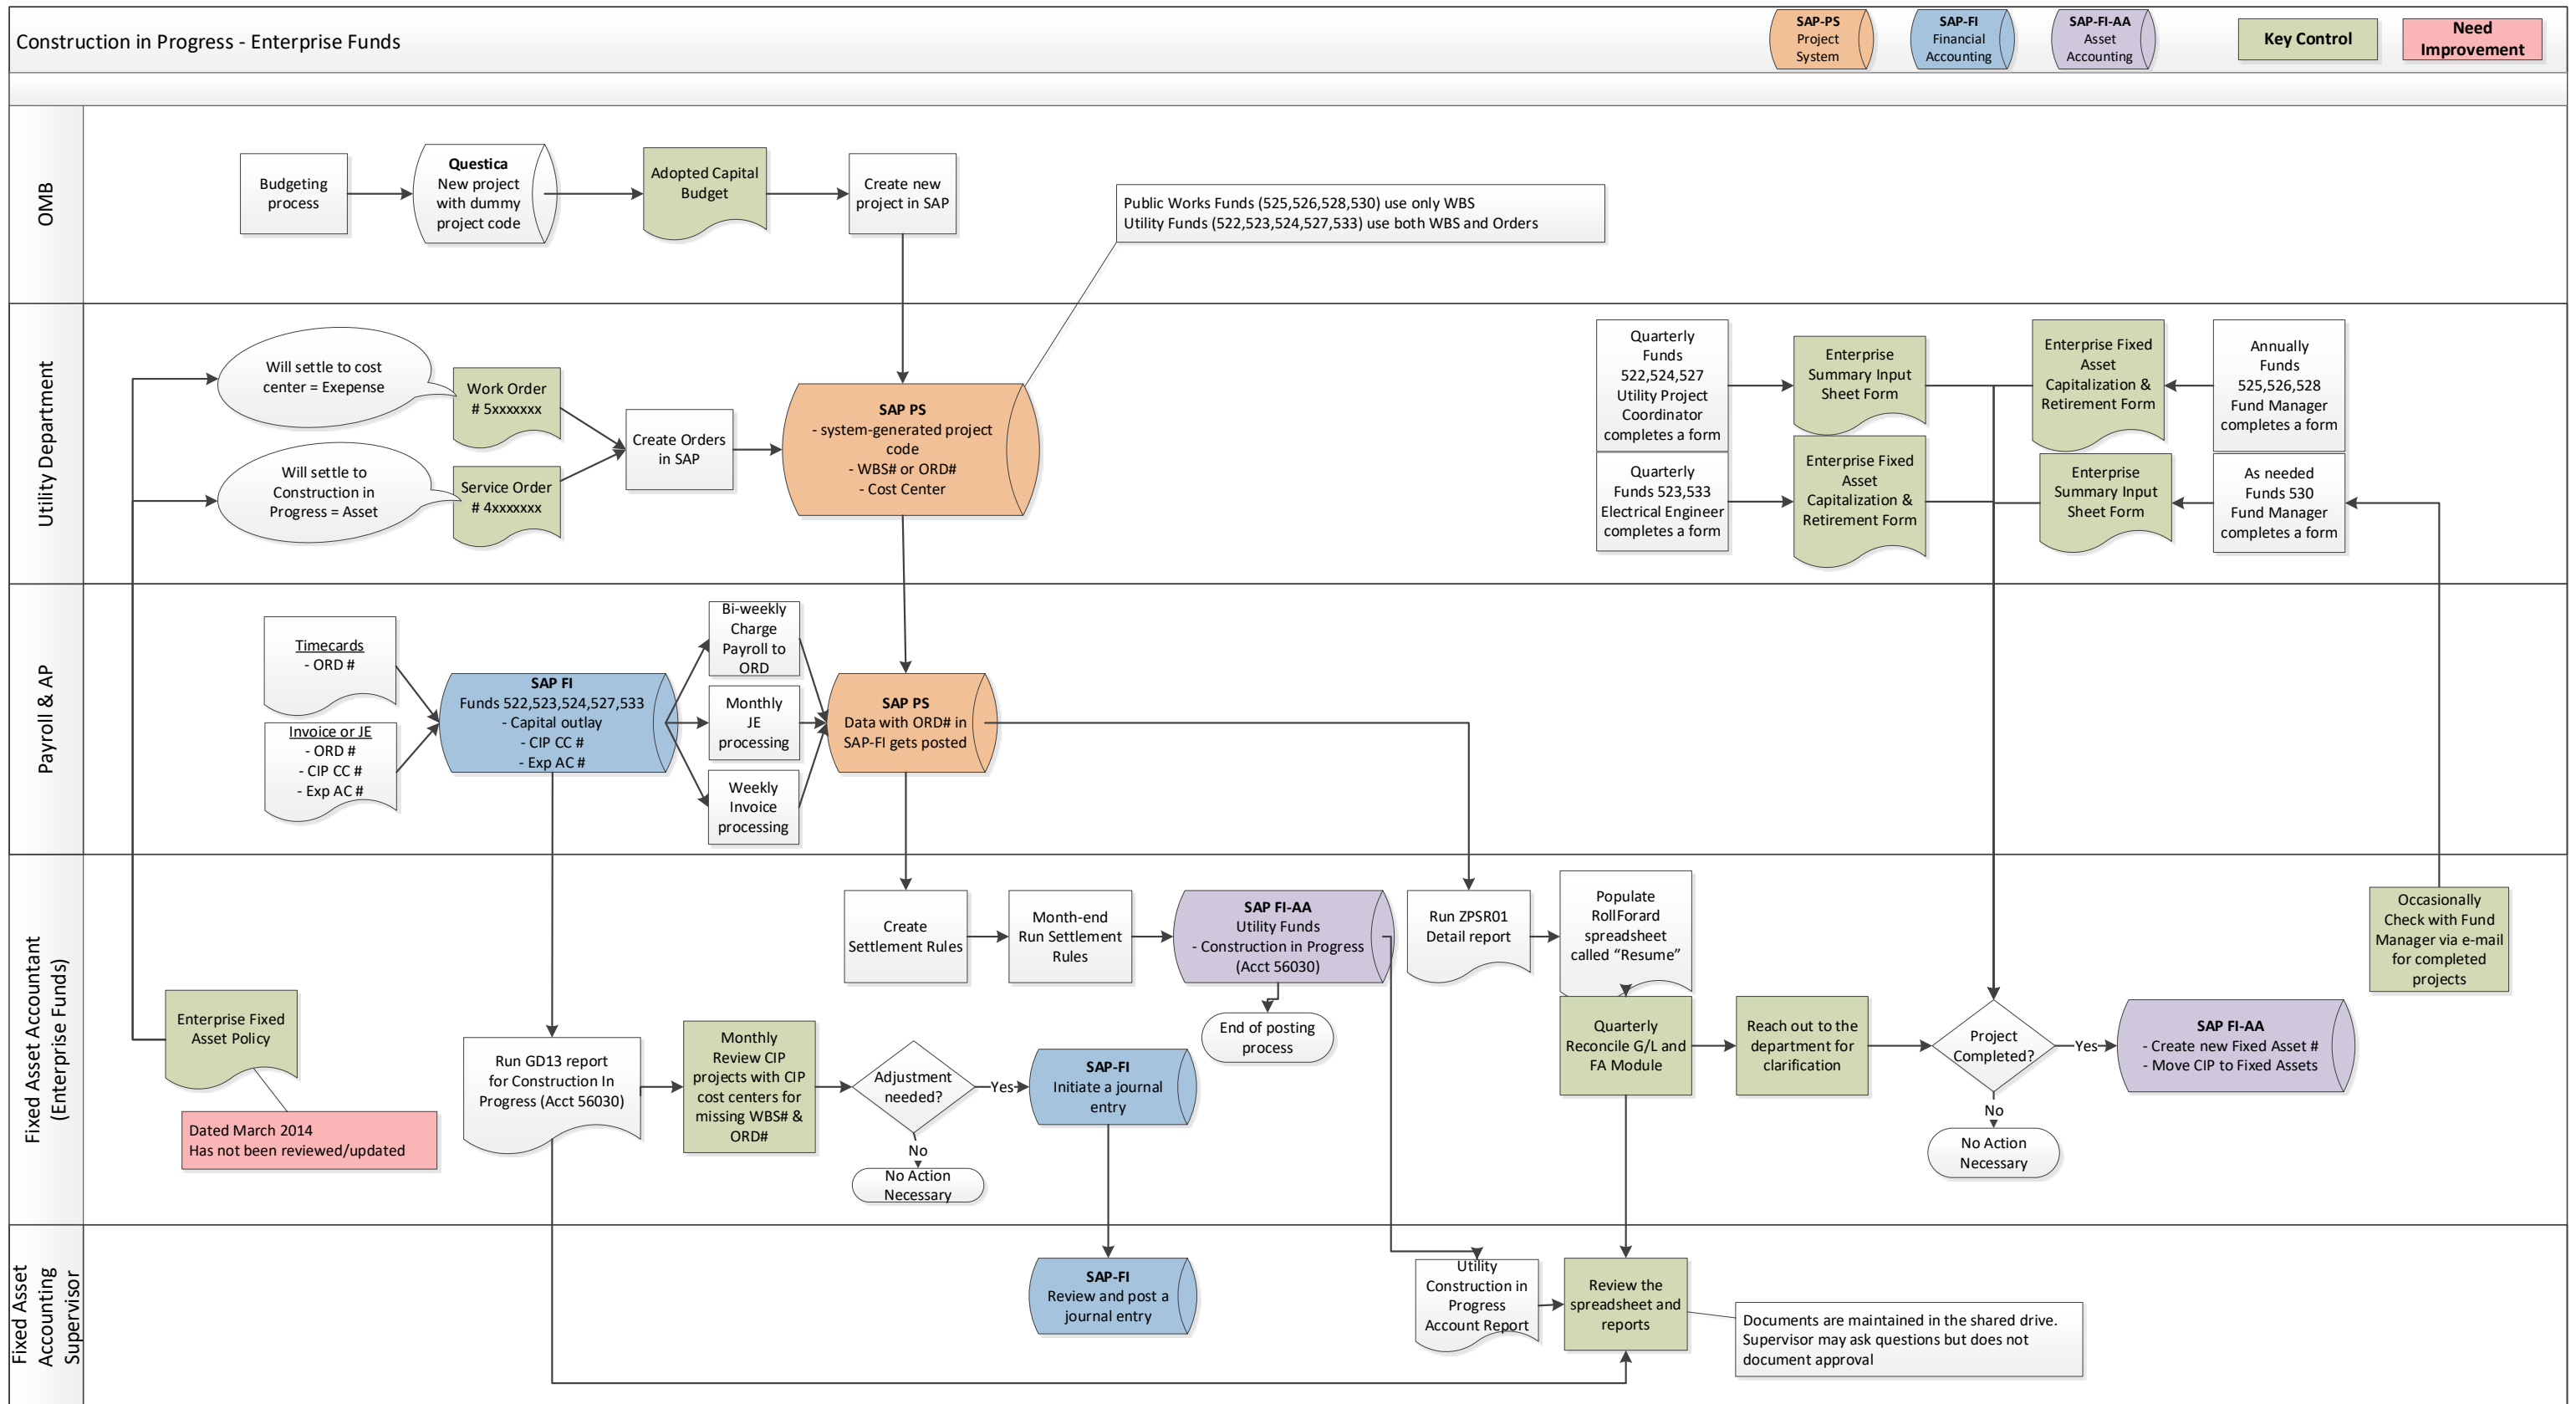 Construction in Progress - Enterprise Funds
SAP-PS
Project
System
SAP-FI
Financial
Accounting
SAP-FI-AA
Asset
Accounting
Key Control
Need
Improvement
OMB
Budgeting
process
Questica
New project
with dummy
project code
Adopted Capital
Budget
Create new
project in SAP
Public Works Funds (525,526,528,530) use only WBS
Utility Funds (522,523,524,527,533) use both WBS and Orders
Utility Department
Will settle to cost
center = Exepense
Work Order
# 5xxxxxxx
Will settle to
Construction in
Progress = Asset
Service Order
# 4xxxxxxx
Create Orders
in SAP
SAP PS
- system-generated project
code
- WBS# or ORD#
- Cost Center
Quarterly
Funds
522,524,527
Utility Project
Coordinator
completes a form
Enterprise
Summary Input
Sheet Form
Enterprise Fixed
Asset
Capitalization &
Retirement Form
Annually
Funds
525,526,528
Fund Manager
completes a form
Quarterly
Funds 523,533
Electrical Engineer
completes a form
Enterprise Fixed
Asset
Capitalization &
Retirement Form
Enterprise
Summary Input
Sheet Form
As needed
Funds 530
Fund Manager
completes a form
Payroll & AP
Timecards
- ORD #
Invoice or JE
- ORD #
- CIP CC #
- Exp AC #
SAP FI
Funds 522,523,524,527,533
- Capital outlay
- CIP CC #
- Exp AC #
Bi-weekly
Charge
Payroll to
ORD
Monthly
JE
processing
Weekly
Invoice
processing
SAP PS
Data with ORD# in
SAP-FI gets posted
Fixed Asset Accountant
(Enterprise Funds)
Enterprise Fixed
Asset Policy
Dated March 2014
Has not been reviewed/updated
Run GD13 report
for Construction In
Progress (Acct 56030)
Monthly
Review CIP
projects with CIP
cost centers for
missing WBS# &
ORD#
Adjustment
needed?
Yes
No
No Action
Necessary
SAP-FI
Initiate a journal
entry
Create
Settlement Rules
Month-end
Run Settlement
Rules
SAP FI-AA
Utility Funds
- Construction in Progress
(Acct 56030)
End of posting
process
Run ZPSR01
Detail report
Populate
RollForard
spreadsheet
called “Resume”
Quarterly
Reconcile G/L and
FA Module
Reach out to the
department for
clarification
Project
Completed?
Yes
No
No Action
Necessary
SAP FI-AA
- Create new Fixed Asset #
- Move CIP to Fixed Assets
Occasionally
Check with Fund
Manager via e-mail
for completed
projects
Fixed Asset
Accounting
Supervisor
SAP-FI
Review and post a
journal entry
Utility
Construction in
Progress
Account Report
Review the
spreadsheet and
reports
Documents are maintained in the shared drive.
Supervisor may ask questions but does not
document approval